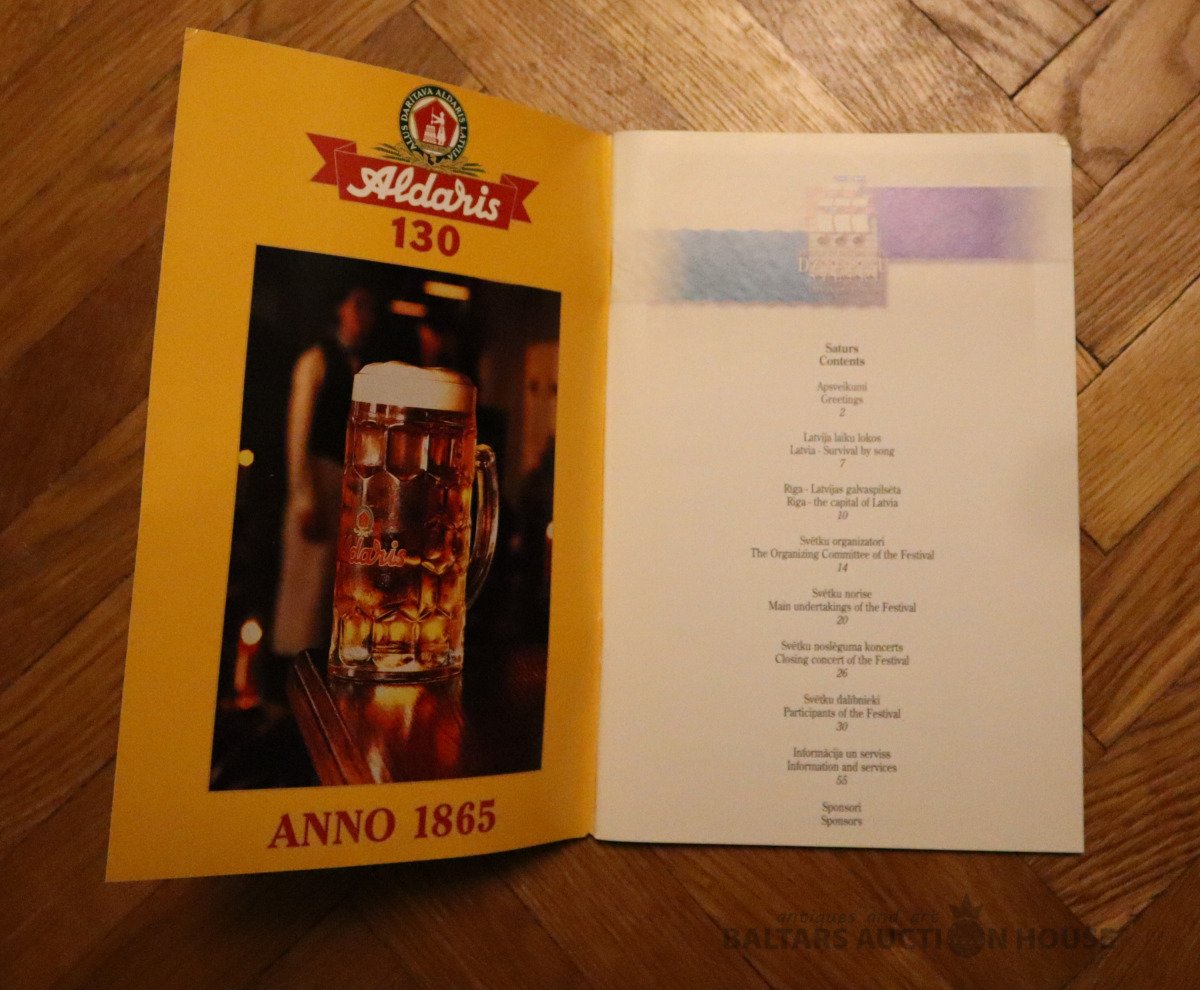 ALUS DARĪTAVA ALDARIS LATVIJA
Aldaris
130
Aldaris
ANNO 1865
Saturs
Contents
Apsveikumi
Greetings
2
Latvija laiku lokos
Latvia - Survival by song
7
Rīga - Latvijas galvaspilsēta
Riga - the capital of Latvia
10
Svētku organizatori
The Organizing Committee of the Festival
14
Svētku norise
Main undertakings of the Festival
20
Svētku noslēguma koncerts
Closing concert of the Festival
26
Svētku dalībnieki
Participants of the Festival
30
Informācija un serviss
Information and services
55
Sponsori
Sponsors
antiques and art
BALTARS AUCTION HOUSE